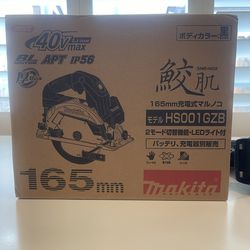 ボディカラー:
40Vmax
BL APT IP56
鮫肌
165mm充電式マルノコ
モデル HS001GZB
2モード切替機能・LEDライト付
バッテリ、充電器別販売
165mm
makita